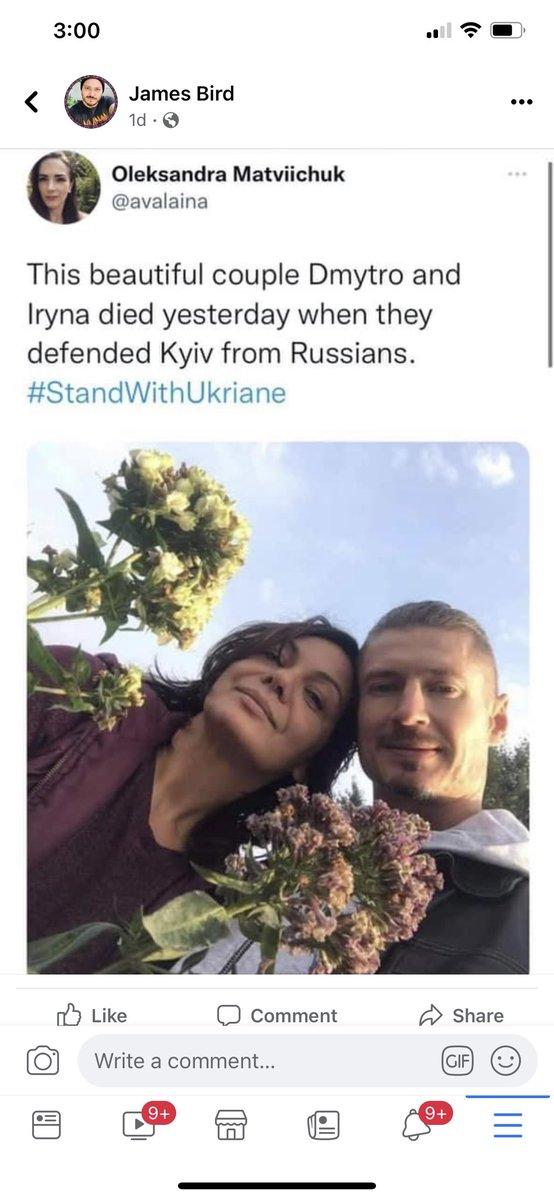 3:00
James Bird
1d ·
Oleksandra Matviichuk
@avalaina
This beautiful couple Dmytro and
Iryna died yesterday when they
defended Kyiv from Russians.
#StandWithUkriane
Like Comment Share
Write a comment... GIF
9+ 9+